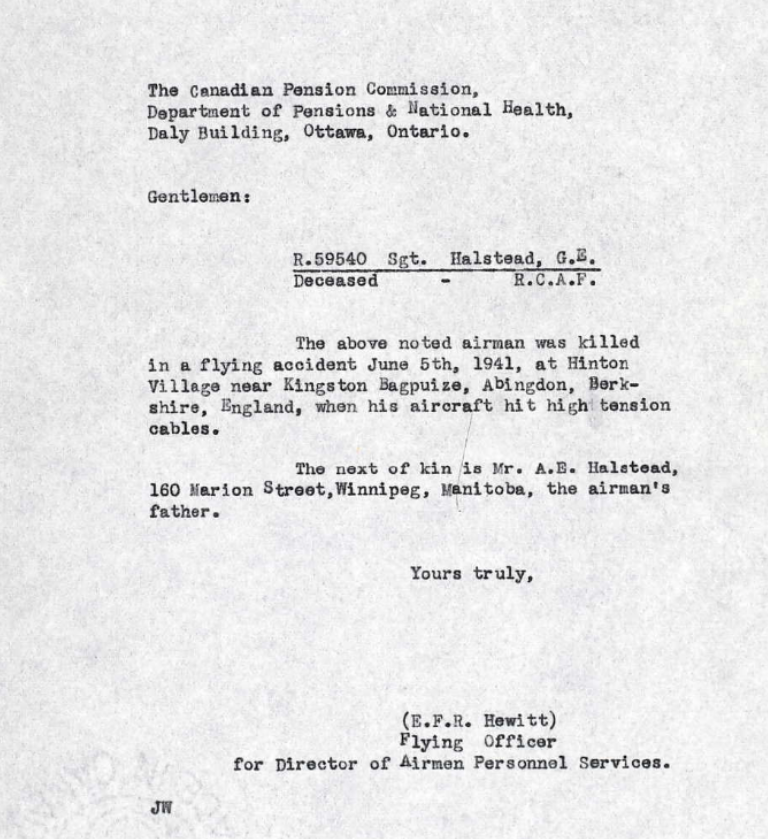 The Canadian Pension Commission,
Department of Pensions & National Health,
Daly Building, Ottawa, Ontario.
Gentlemen:
R.59540 Sgt. Halstead, G.E.
Deceased - R.C.A.F.
The above noted airman was killed
in a flying accident June 5th, 1941, at Hinton
Village near Kingston Bagpuize, Abingdon, Berk-
shire, England, when his aircraft hit high tension
cables.
The next of kin is Mr. A.E. Halstead,
160 Marion Street,Winnipeg, Manitoba, the airman's
father.
Yours truly,
(E.F.R. Hewitt)
Flying Officer
for Director of Airmen Personnel Services.
JW